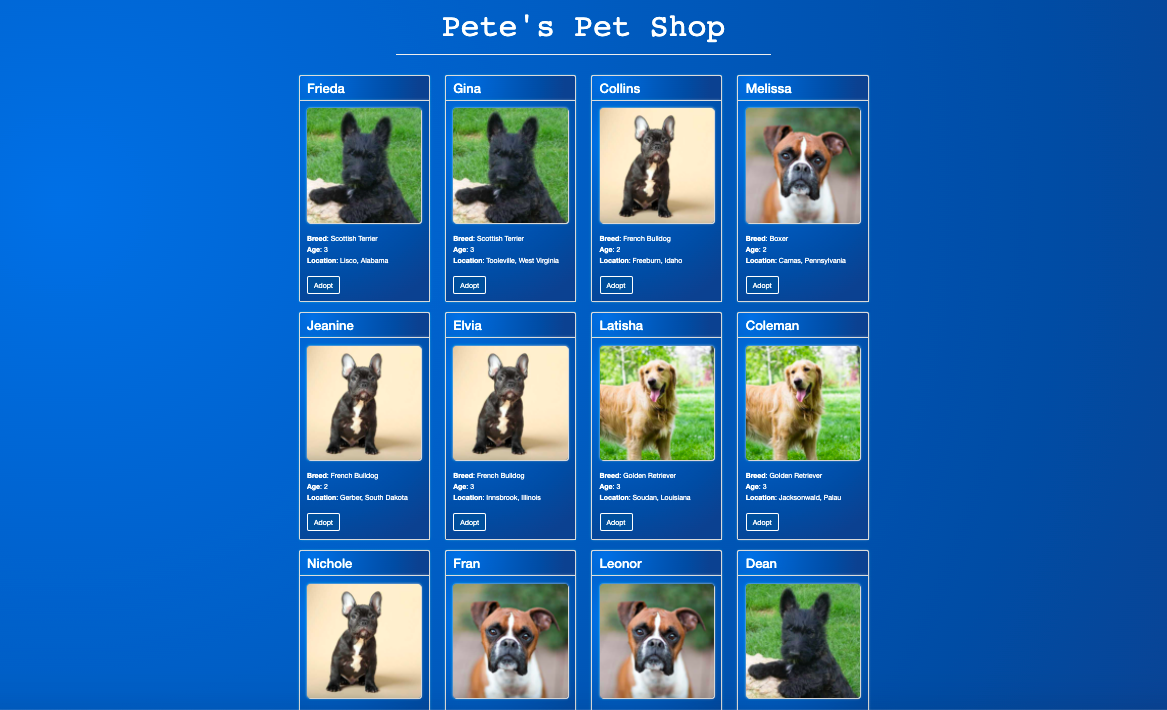 Pete's Pet Shop
Frieda
Gina
Collins
Melissa
Breed: Scottish Terrier
Age: 3
Location: Lisco, Alabama
Adopt
Breed: Scottish Terrier
Age: 3
Location: Tooleville, West Virginia
Adopt
Breed: French Bulldog
Age: 2
Location: Freeburn, Idaho
Adopt
Breed: Boxer
Age: 2
Location: Camas, Pennsylvania
Adopt
Jeanine
Elvia
Latisha
Coleman
Breed: French Bulldog
Age: 2
Location: Gerber, South Dakota
Adopt
Breed: French Bulldog
Age: 3
Location: Innsbrook, Illinois
Adopt
Breed: Golden Retriever
Age: 3
Location: Soudan, Louisiana
Adopt
Breed: Golden Retriever
Age: 3
Location: Jacksonwald, Palau
Adopt
Nichole
Fran
Leonor
Dean